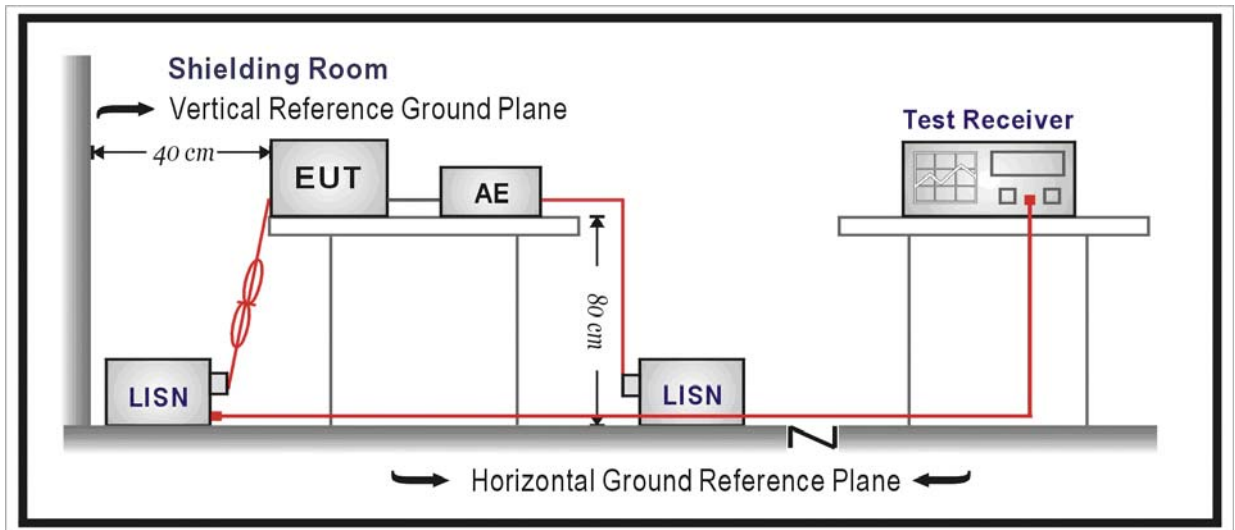 Shielding Room
Vertical Reference Ground Plane
40 cm
EUT
AE
Test Receiver
80 cm
LISN
LISN
Horizontal Ground Reference Plane